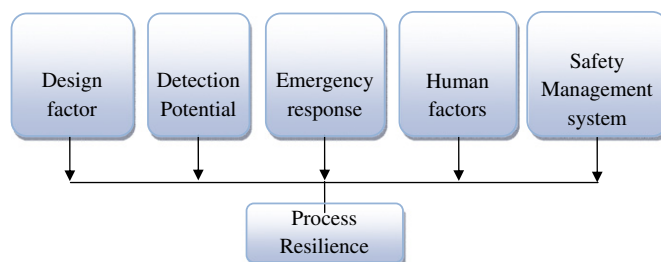 Design
factor
Detection
Potential
Emergency
response
Human
factors
Safety
Management
system
Process
Resilience